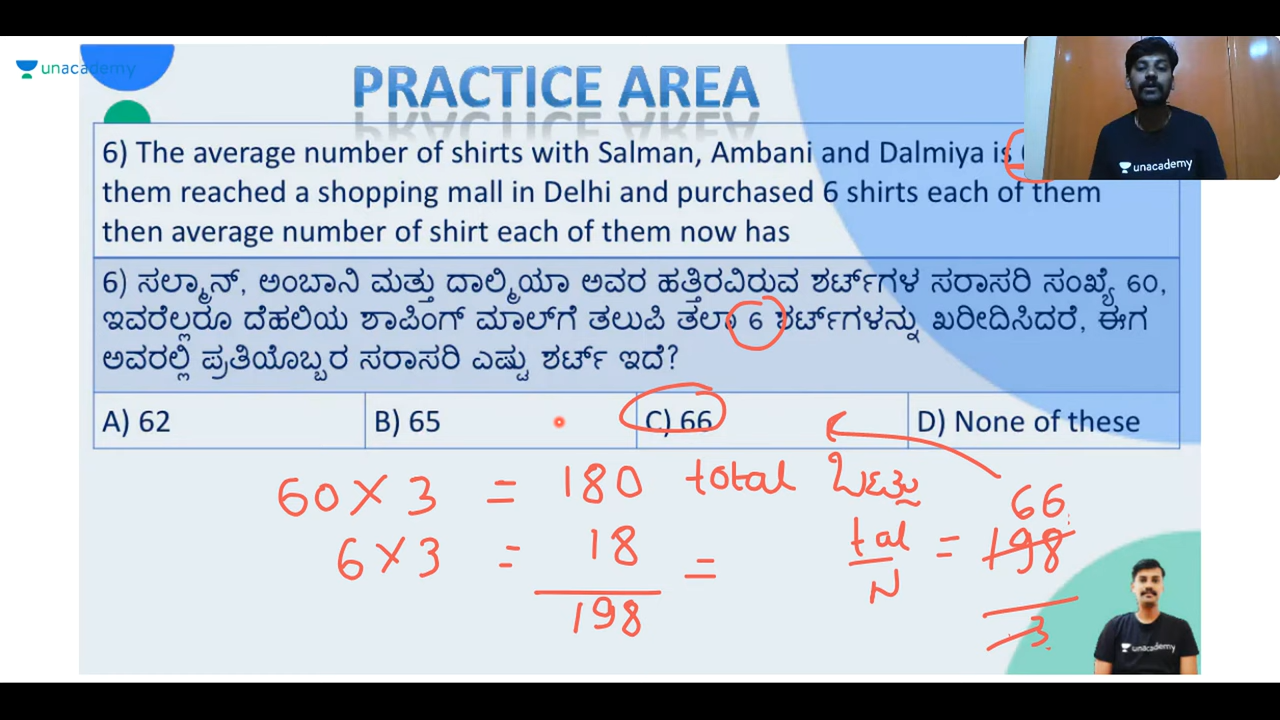 unacademy
PRACTICE AREA
unacademy
6) The average number of shirts with Salman, Ambani and Dalmiya is
them reached a shopping mall in Delhi and purchased 6 shirts each of them
then average number of shirt each of them now has
6) ಸಲ್ಮಾನ್, ಅಂಬಾನಿ ಮತ್ತು ದಾಲ್ಮಿಯಾ ಅವರ ಹತ್ತಿರವಿರುವ ಶರ್ಟ್‌ಗಳ ಸರಾಸರಿ ಸಂಖ್ಯೆ 60,
ಇವರೆಲ್ಲರೂ ದೆಹಲಿಯ ಶಾಪಿಂಗ್ ಮಾಲ್‌ಗೆ ತಲುಪಿ ತಲಾ 6 ಶರ್ಟ್‌ಗಳನ್ನು ಖರೀದಿಸಿದರೆ, ಈಗ
ಅವರಲ್ಲಿ ಪ್ರತಿಯೊಬ್ಬರ ಸರಾಸರಿ ಎಷ್ಟು ಶರ್ಟ್ ಇದೆ?
A) 62 B) 65 C) 66 D) None of these
60 × 3 = 180 total
6 × 3 = 18 =
198
tal/N = 198/3
66
unacademy